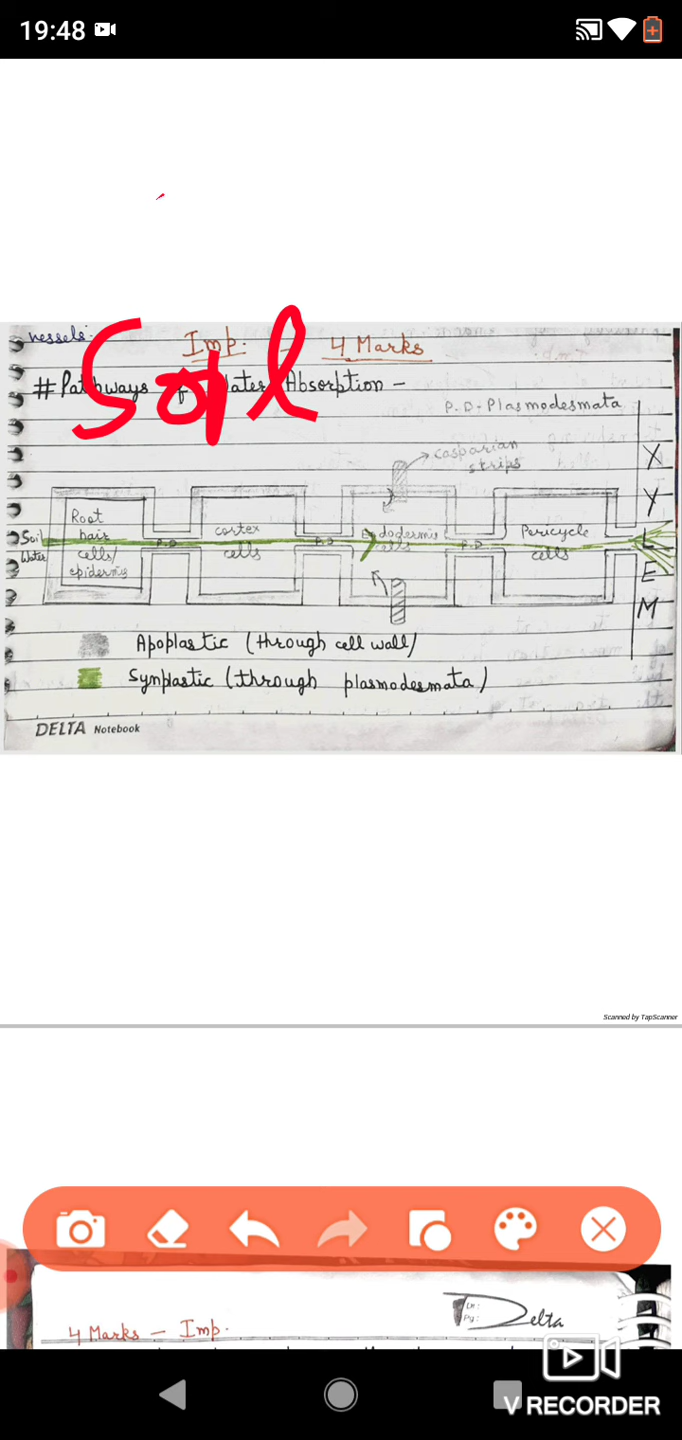 19:48
vessels.
Imp. 4 Marks
Soil
# Pathways of Water Absorption -
P.D - Plasmodesmata
casparian
strips
XYLEM
Soil
Water
Root
hair
cells/
epidermis
P.D
cortex
cells
P.D
Endodermis
cells
P.D
Pericycle
cells
Apoplastic (through cell wall)
Symplastic (through plasmodesmata)
DELTA Notebook
Scanned by TapScanner
Delta
4 Marks - Imp.
V RECORDER